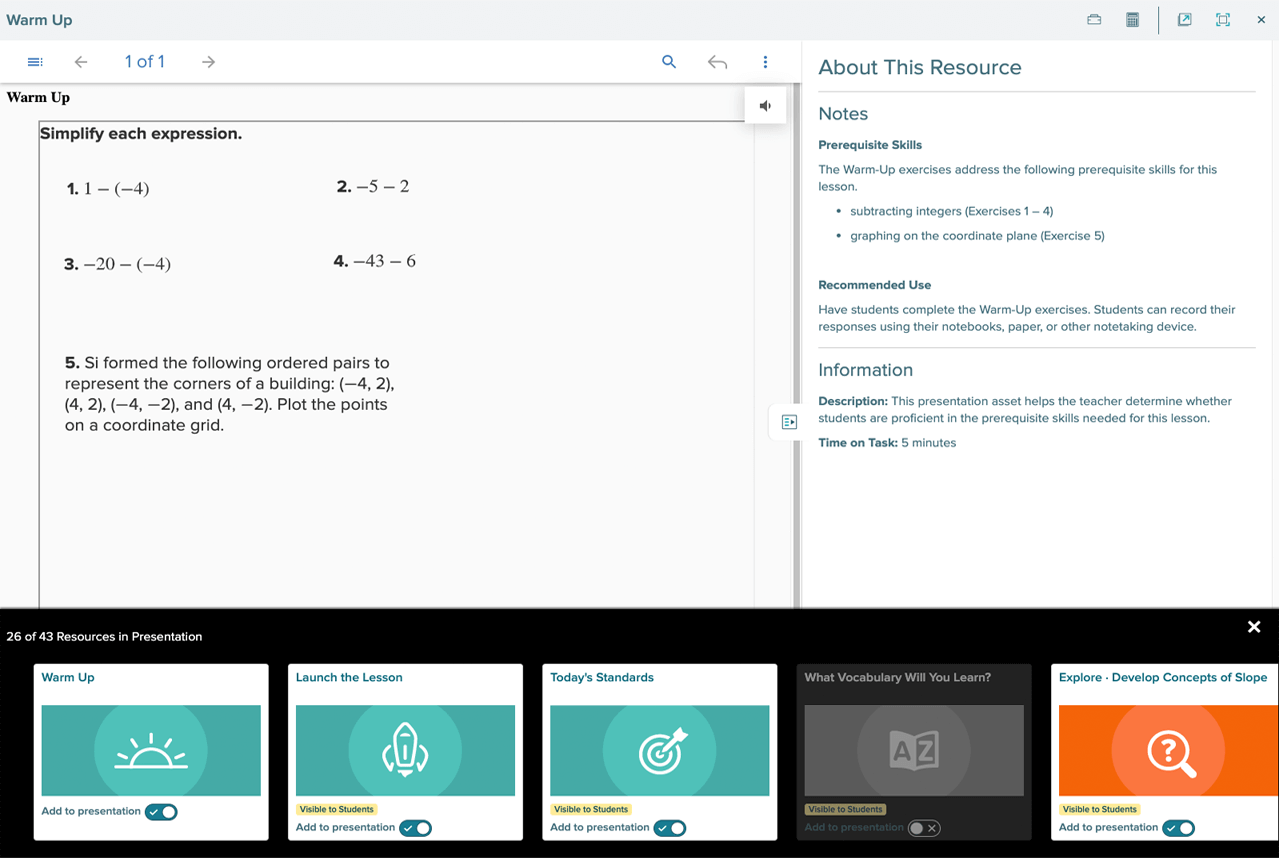 Warm Up
1 of 1
Warm Up
Simplify each expression.
1. 1 – (–4)
2. –5 – 2
3. –20 – (–4)
4. –43 – 6
5. Si formed the following ordered pairs to
represent the corners of a building: (–4, 2),
(4, 2), (–4, –2), and (4, –2). Plot the points
on a coordinate grid.
About This Resource
Notes
Prerequisite Skills
The Warm-Up exercises address the following prerequisite skills for this
lesson.
• subtracting integers (Exercises 1 – 4)
• graphing on the coordinate plane (Exercise 5)
Recommended Use
Have students complete the Warm-Up exercises. Students can record their
responses using their notebooks, paper, or other notetaking device.
Information
Description: This presentation asset helps the teacher determine whether
students are proficient in the prerequisite skills needed for this lesson.
Time on Task: 5 minutes
26 of 43 Resources in Presentation
Warm Up
Add to presentation
Launch the Lesson
Visible to Students
Add to presentation
Today's Standards
Visible to Students
Add to presentation
What Vocabulary Will You Learn?
AZ
Visible to Students
Add to presentation
Explore · Develop Concepts of Slope
?
Visible to Students
Add to presentation